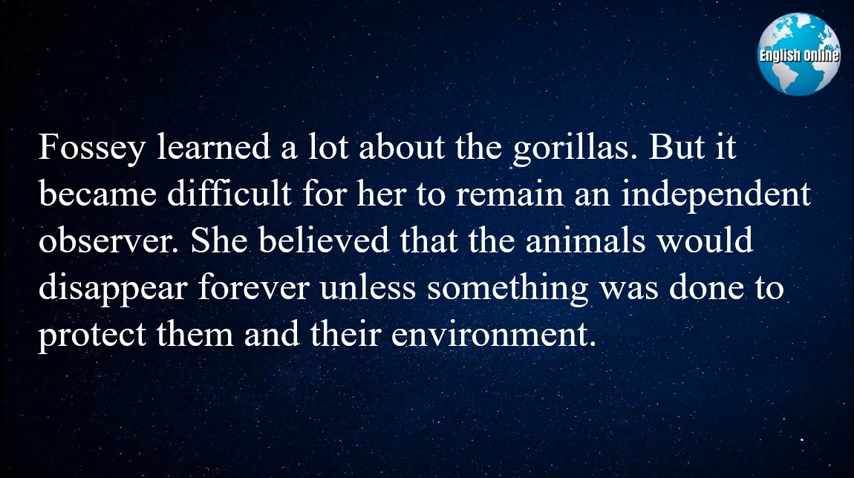 English Online
Fossey learned a lot about the gorillas. But it
became difficult for her to remain an independent
observer. She believed that the animals would
disappear forever unless something was done to
protect them and their environment.